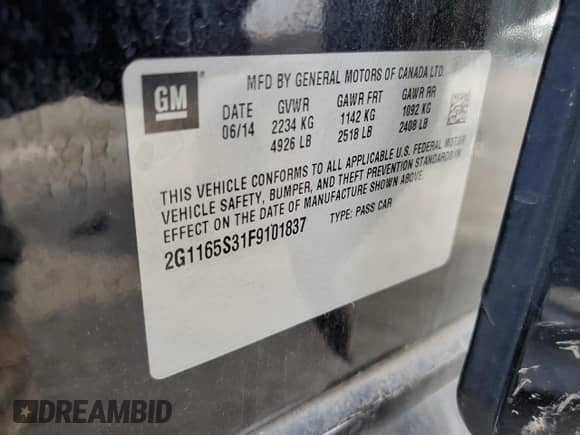 GM
MFD BY GENERAL MOTORS OF CANADA LTD.
DATE GVWR GAWR FRT GAWR RR
06/14 2234 KG 1142 KG 1092 KG
4926 LB 2518 LB 2408 LB
THIS VEHICLE CONFORMS TO ALL APPLICABLE U.S. FEDERAL MOTOR
VEHICLE SAFETY, BUMPER, AND THEFT PREVENTION STANDARDS IN
EFFECT ON THE DATE OF MANUFACTURE SHOWN ABOVE.
2G1165S31F9101837 TYPE: PASS CAR
DREAMBID